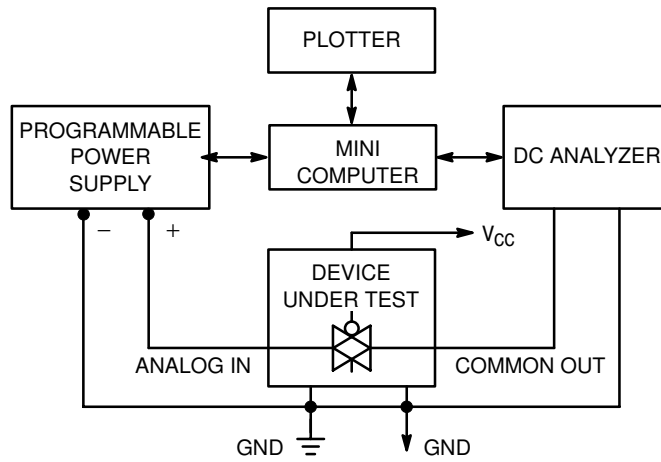 PLOTTER
PROGRAMMABLE
POWER
SUPPLY
MINI
COMPUTER
DC ANALYZER
− +
VCC
DEVICE
UNDER TEST
ANALOG IN
COMMON OUT
GND
GND